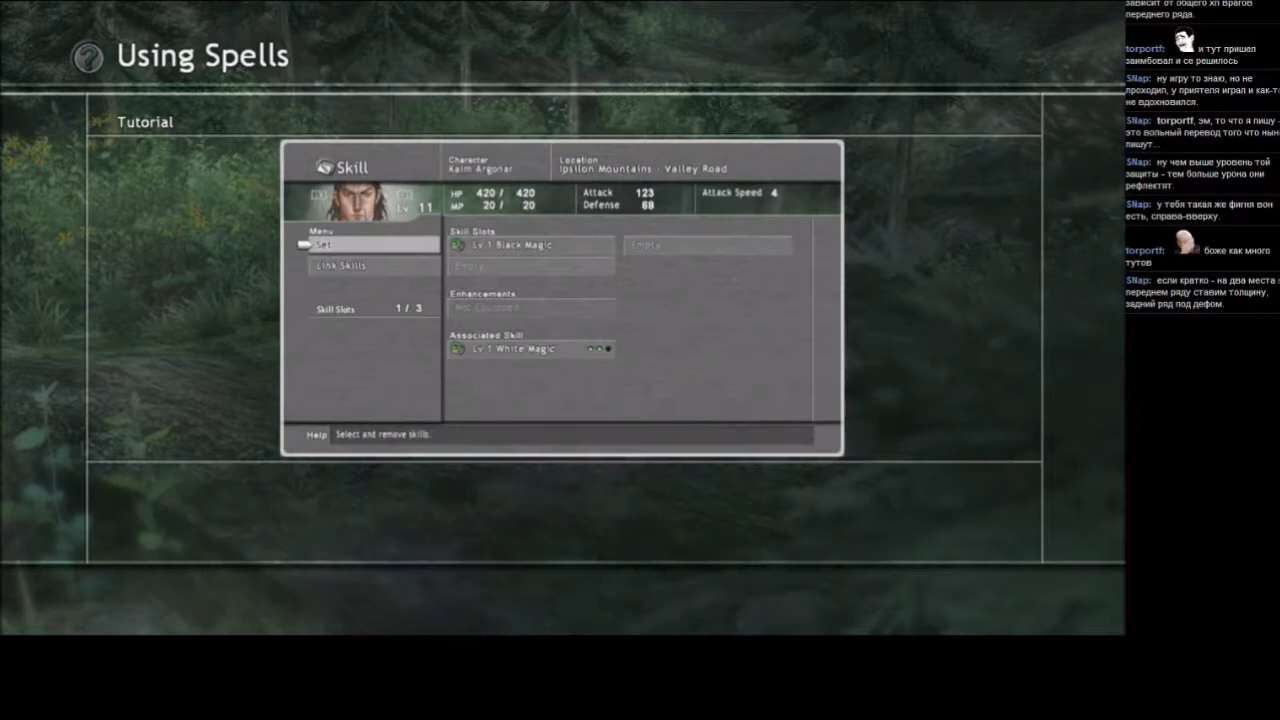 Using Spells
Tutorial
Skill
Character
Kaim Argonar
Location
Ipsilon Mountains - Valley Road
Lv 11
HP 420 / 420
MP 20 / 20
Attack 123
Defense 68
Attack Speed 4
Menu
Set
Link Skills
Skill Slots 1 / 3
Skill Slots
Lv 1 Black Magic
Empty
Empty
Enhancements
Not Equipped
Associated Skill
Lv 1 White Magic
Help Select and remove skills.
зависит от общего хп врагов
переднего ряда.
torportf: и тут пришел
заимбовал и се решилось
SNap: ну игру то знаю, но не
проходил, у приятеля играл и как-т
не вдохновился.
SNap: torportf, эм, то что я пишу -
это вольный перевод того что нын
пишут...
SNap: ну чем выше уровень той
защиты - тем больше урона они
рефлектят.
SNap: у тебя такая же фигня вон
есть, справа-вверху.
torportf: боже как много
тутов
SNap: если кратко - на два места в
переднем ряду ставим толщину,
задний ряд под дефом.